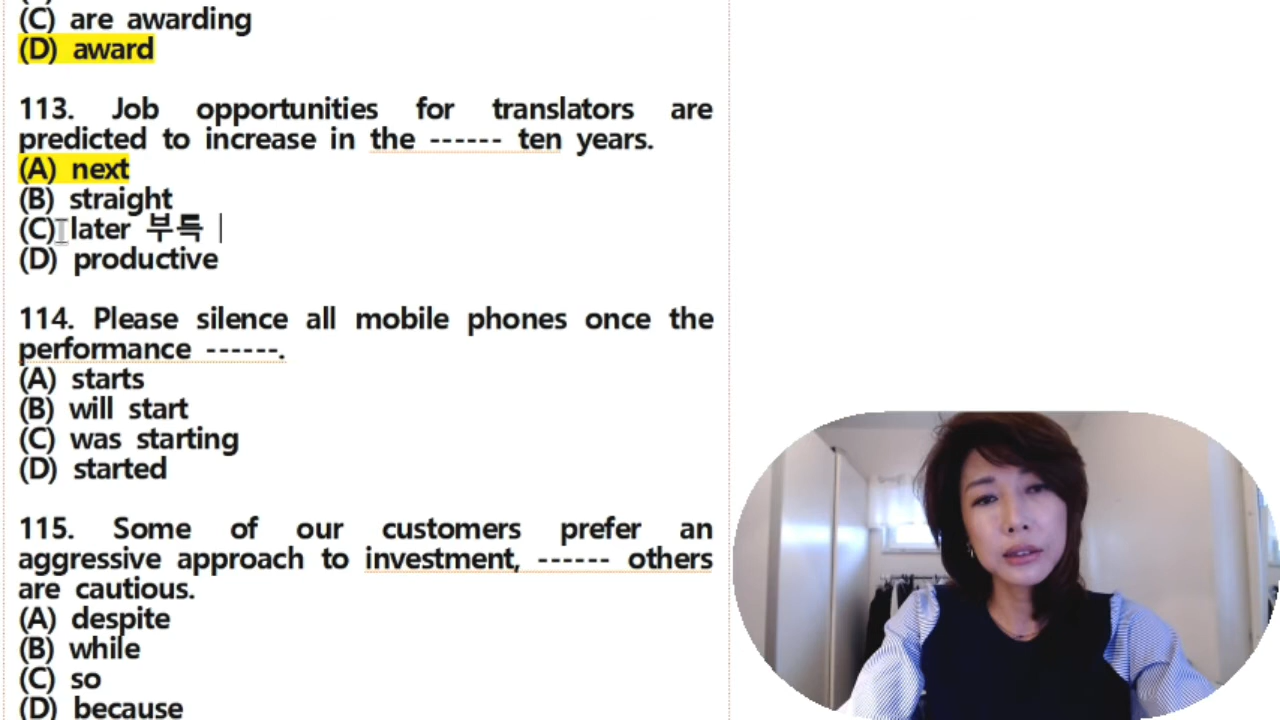 (C) are awarding
(D) award
113. Job opportunities for translators are
predicted to increase in the ------ ten years.
(A) next
(B) straight
(C) later 부특
(D) productive
114. Please silence all mobile phones once the
performance ------.
(A) starts
(B) will start
(C) was starting
(D) started
115. Some of our customers prefer an
aggressive approach to investment, ------ others
are cautious.
(A) despite
(B) while
(C) so
(D) because